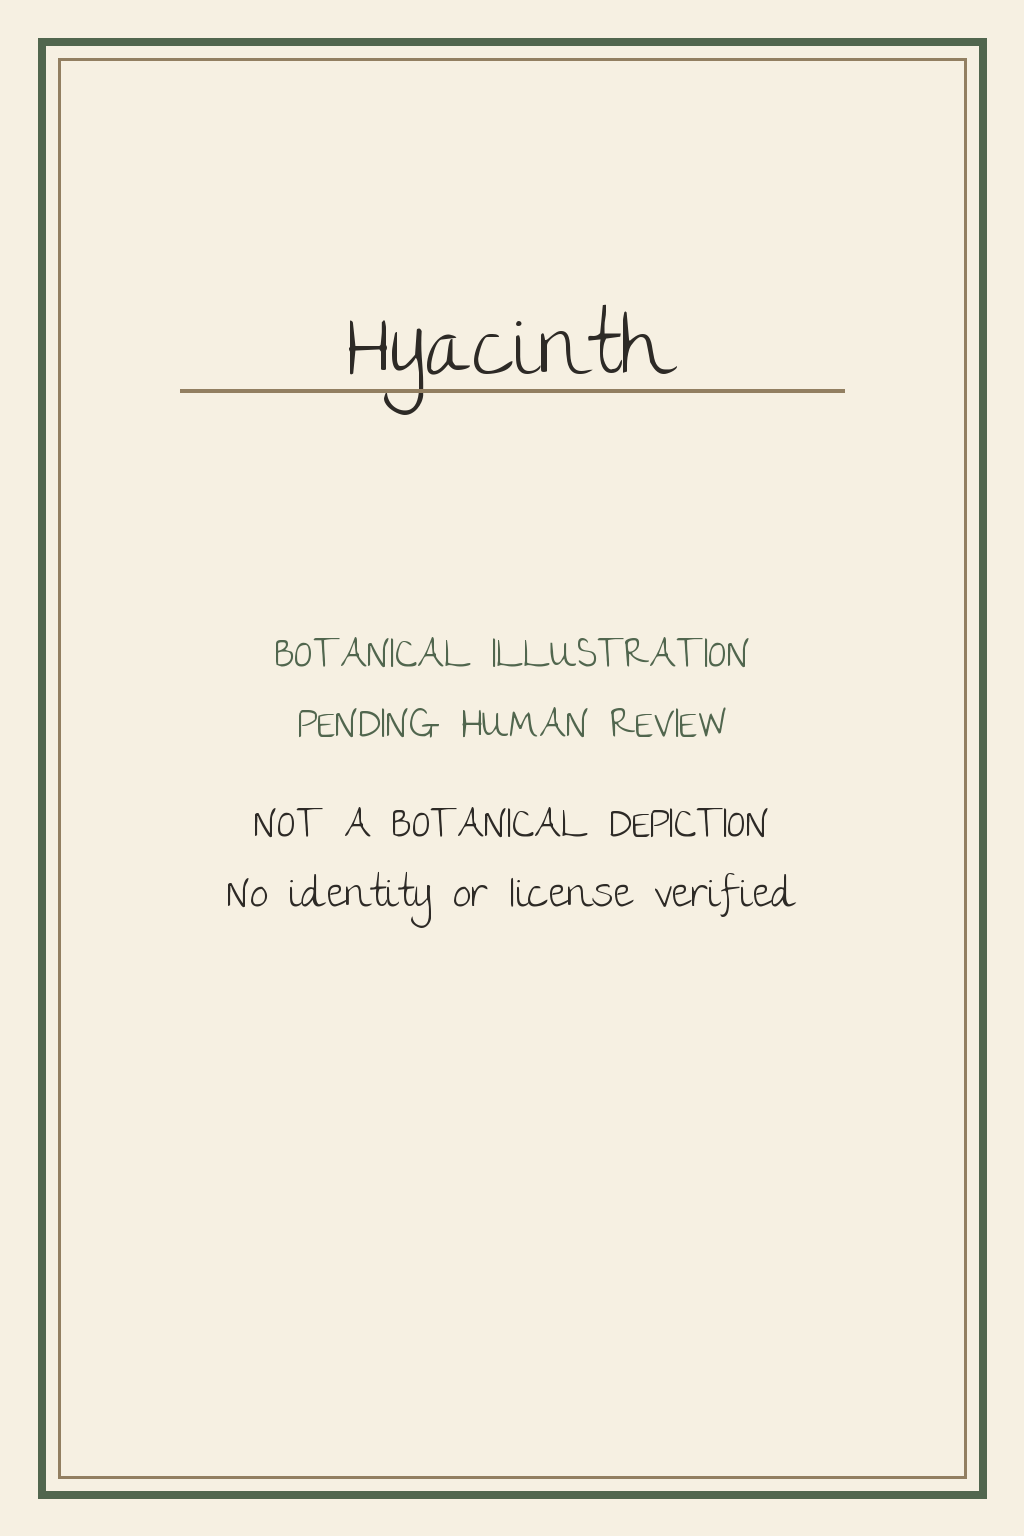 Hyacinth
BOTANICAL ILLUSTRATION
PENDING HUMAN REVIEW
NOT A BOTANICAL DEPICTION
No identity or license verified